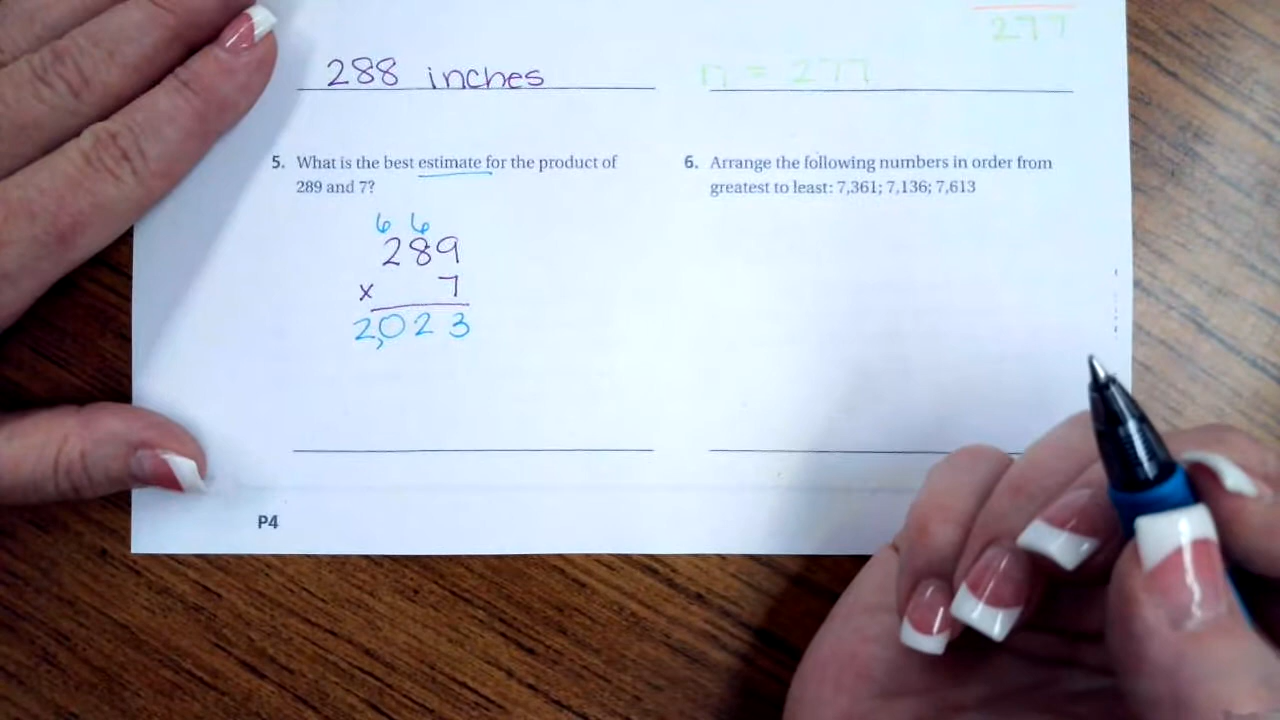 277
288 inches
n = 277
5. What is the best estimate for the product of
289 and 7?
6 6
289
x 7
2,023
6. Arrange the following numbers in order from
greatest to least: 7,361; 7,136; 7,613
P4